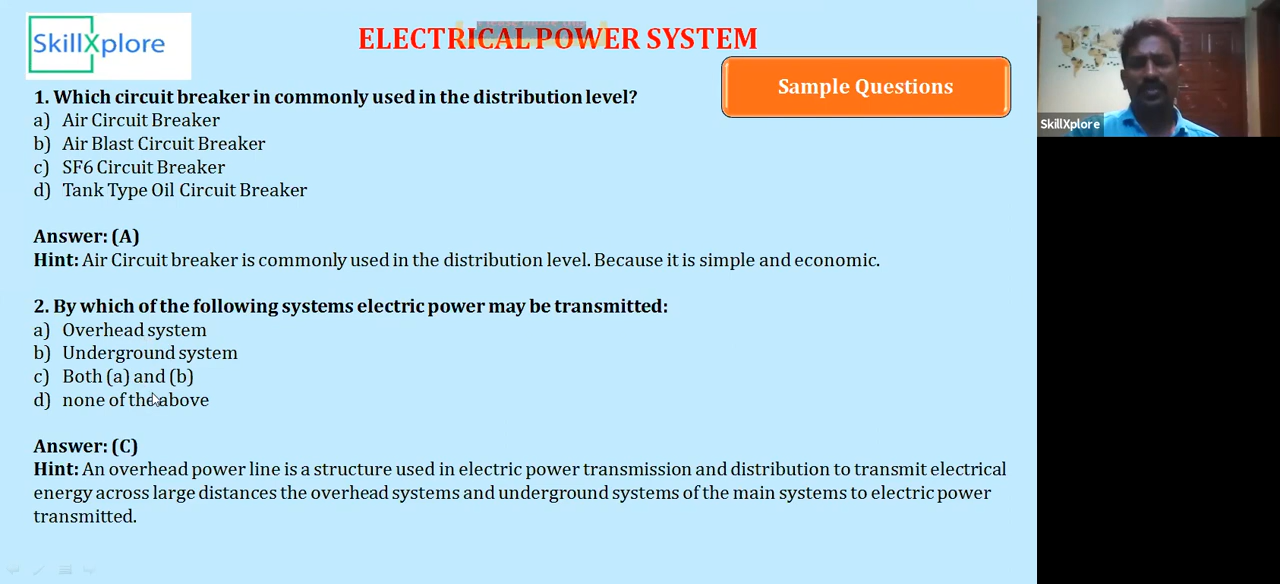 SkillXplore
ELECTRICAL POWER SYSTEM
Sample Questions
SkillXplore
1. Which circuit breaker in commonly used in the distribution level?
a) Air Circuit Breaker
b) Air Blast Circuit Breaker
c) SF6 Circuit Breaker
d) Tank Type Oil Circuit Breaker
Answer: (A)
Hint: Air Circuit breaker is commonly used in the distribution level. Because it is simple and economic.
2. By which of the following systems electric power may be transmitted:
a) Overhead system
b) Underground system
c) Both (a) and (b)
d) none of the above
Answer: (C)
Hint: An overhead power line is a structure used in electric power transmission and distribution to transmit electrical
energy across large distances the overhead systems and underground systems of the main systems to electric power
transmitted.